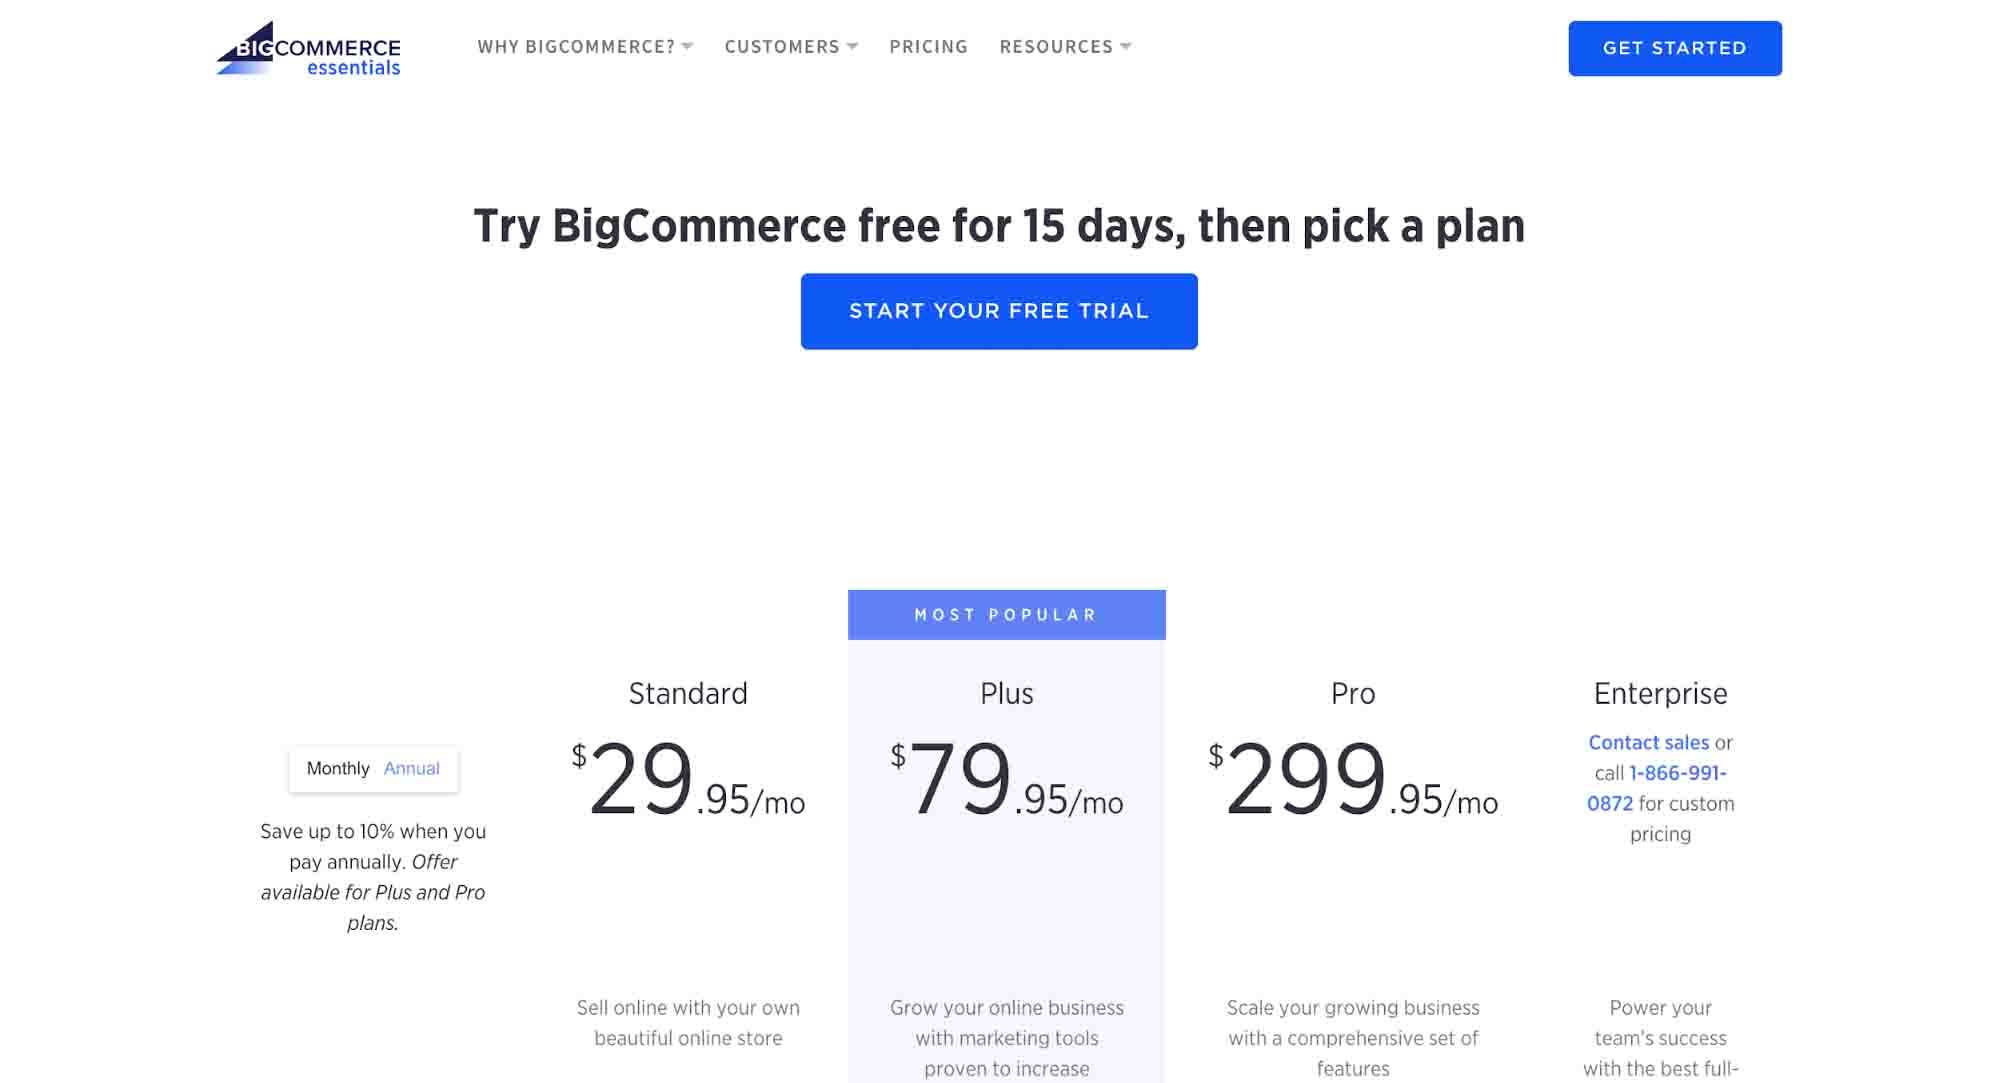 BIGCOMMERCE
essentials
WHY BIGCOMMERCE?
CUSTOMERS
PRICING
RESOURCES
GET STARTED
Try BigCommerce free for 15 days, then pick a plan
START YOUR FREE TRIAL
Monthly Annual
Save up to 10% when you
pay annually. Offer
available for Plus and Pro
plans.
Standard
$29.95/mo
Sell online with your own
beautiful online store
MOST POPULAR
Plus
$79.95/mo
Grow your online business
with marketing tools
proven to increase
Pro
$299.95/mo
Scale your growing business
with a comprehensive set of
features
Enterprise
Contact sales or
call 1-866-991-
0872 for custom
pricing
Power your
team's success
with the best full-